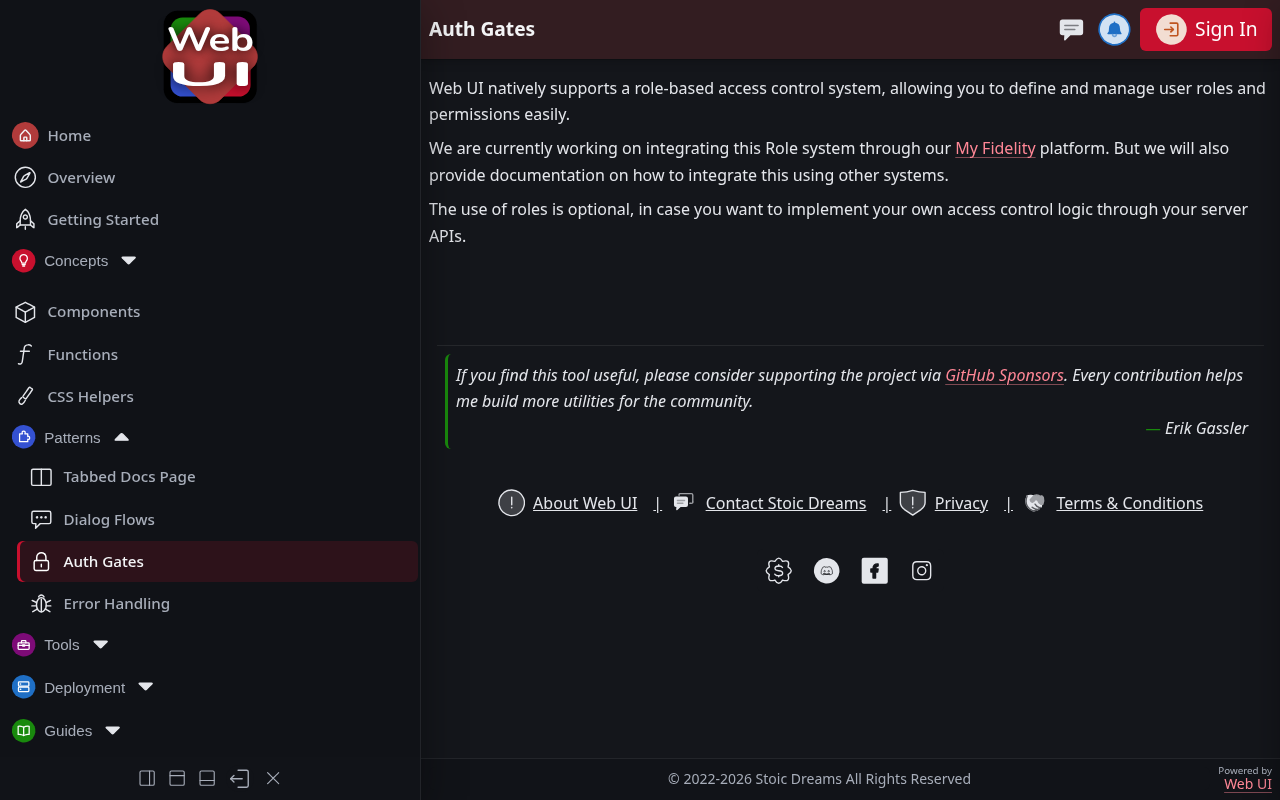 Web
UI
Home
Overview
Getting Started
Concepts
Components
Functions
CSS Helpers
Patterns
Tabbed Docs Page
Dialog Flows
Auth Gates
Error Handling
Tools
Deployment
Guides
Auth Gates
Sign In
Web UI natively supports a role-based access control system, allowing you to define and manage user roles and
permissions easily.
We are currently working on integrating this Role system through our My Fidelity platform. But we will also
provide documentation on how to integrate this using other systems.
The use of roles is optional, in case you want to implement your own access control logic through your server
APIs.
If you find this tool useful, please consider supporting the project via GitHub Sponsors. Every contribution helps
me build more utilities for the community.
— Erik Gassler
About Web UI | Contact Stoic Dreams | Privacy | Terms & Conditions
© 2022-2026 Stoic Dreams All Rights Reserved
Powered by
Web UI